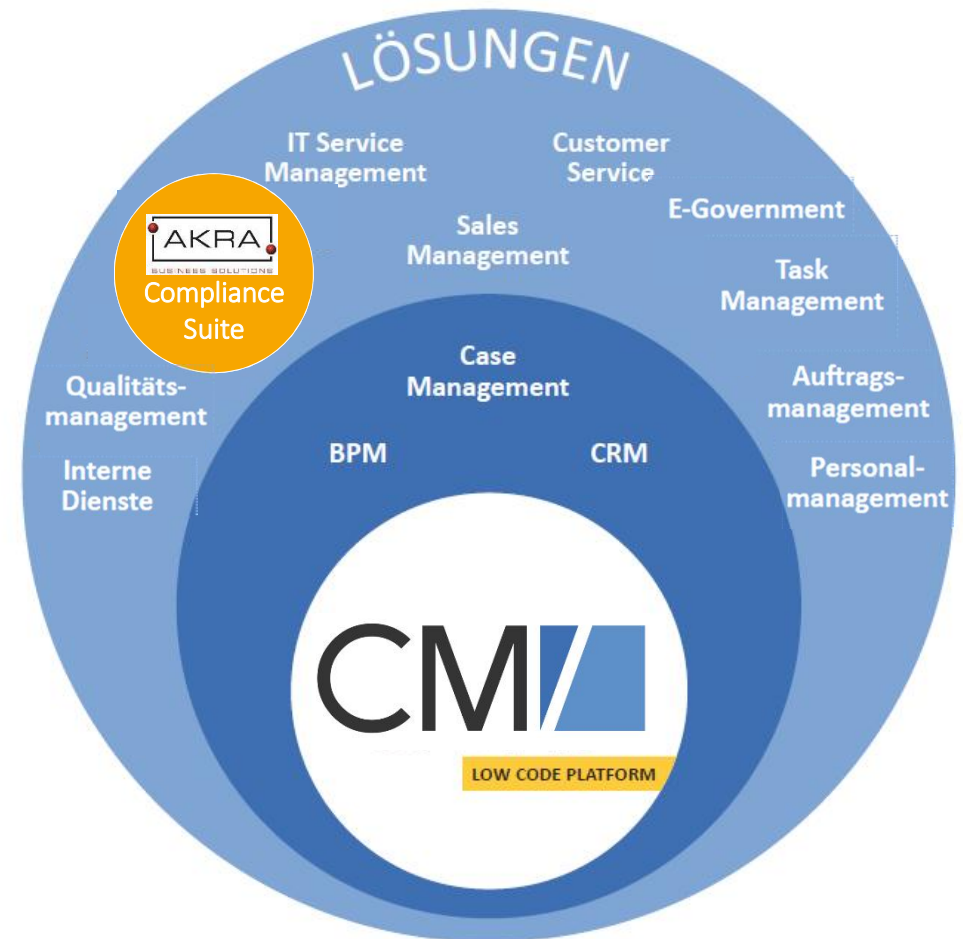 LÖSUNGEN
IT Service
Management
Customer
Service
E-Government
Sales
Management
Task
Management
AKRA
BUSINESS SOLUTIONS
Compliance
Suite
Case
Management
Qualitäts-
management
Auftrags-
management
BPM
CRM
Interne
Dienste
Personal-
management
CM/
LOW CODE PLATFORM